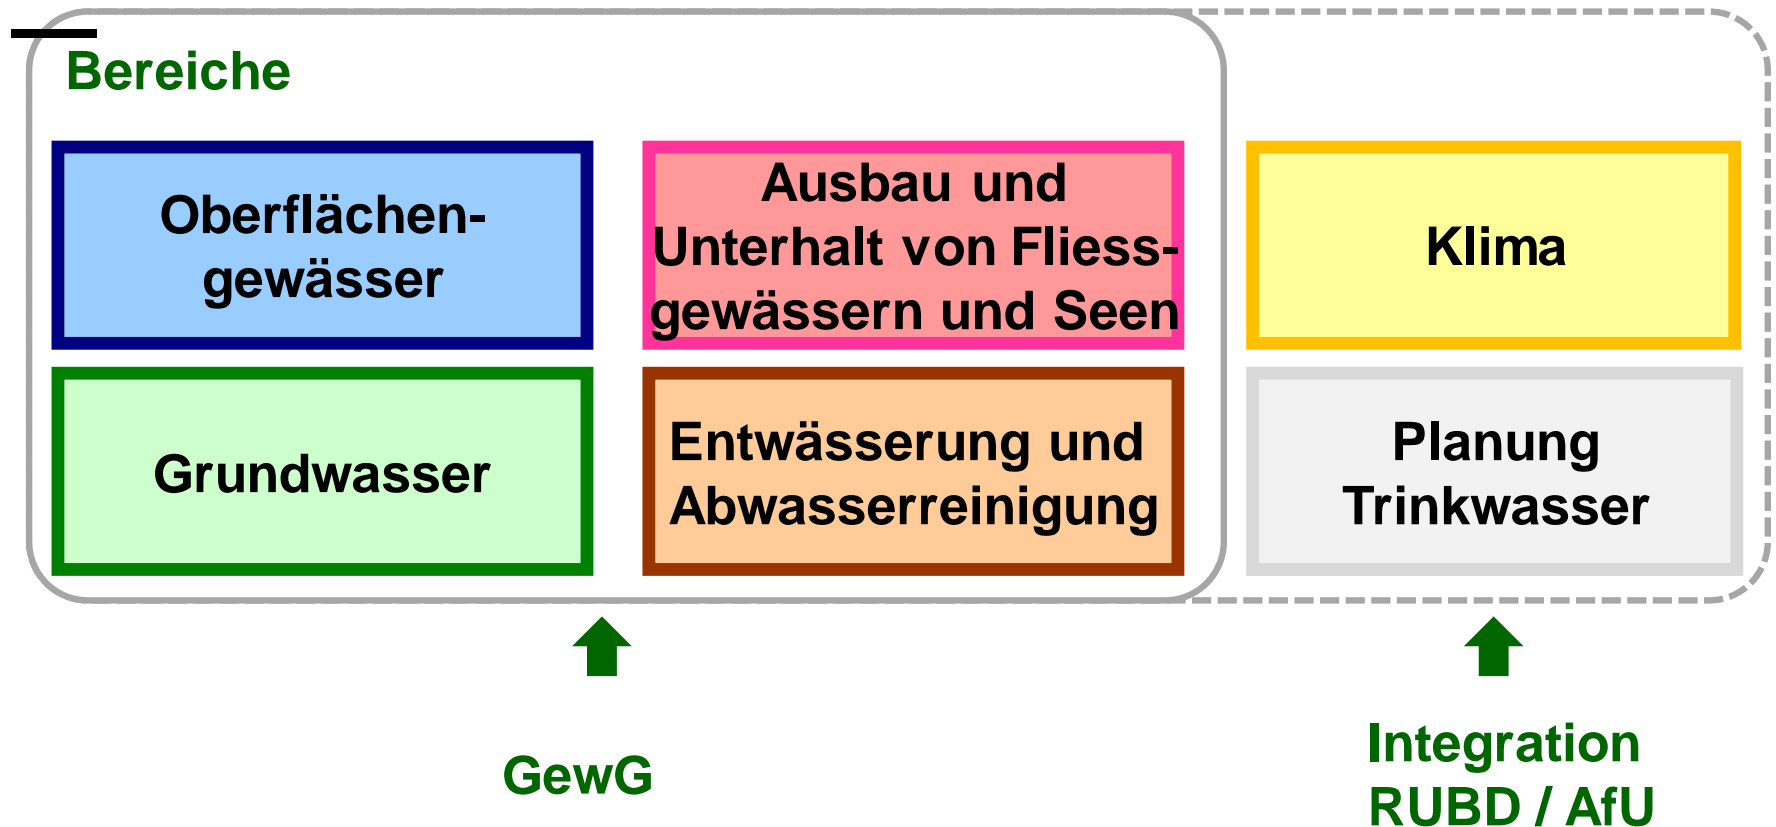 Bereiche
Oberflächen-
gewässer
Ausbau und
Unterhalt von Fliess-
gewässern und Seen
Klima
Grundwasser
Entwässerung und
Abwasserreinigung
Planung
Trinkwasser
GewG
Integration
RUBD / AfU